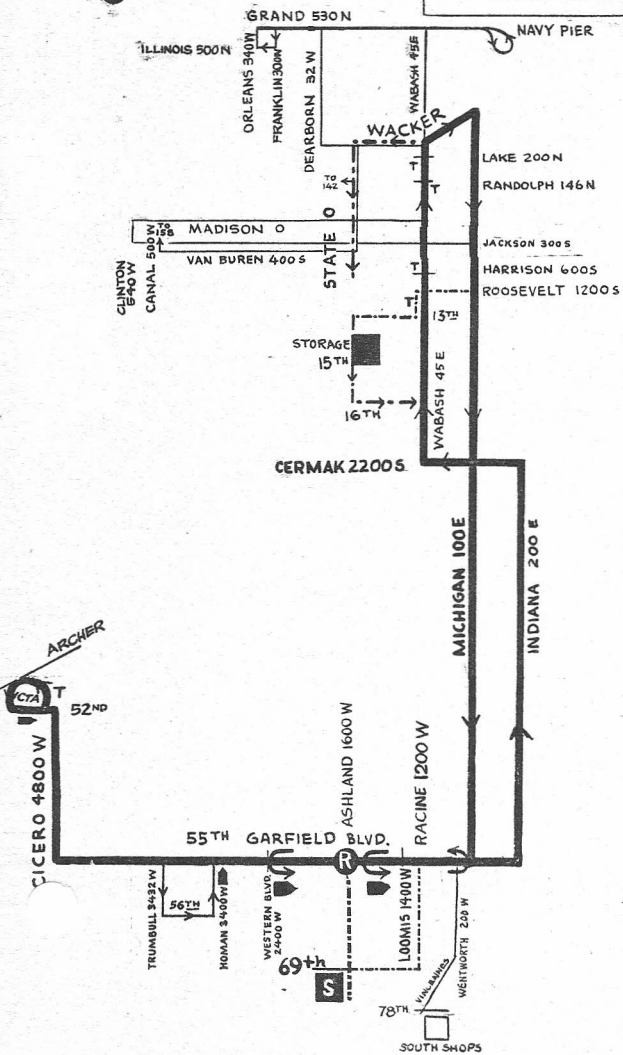 GRAND 530N
NAVY PIER
ILLINOIS 500N
ORLEANS 340W
FRANKLIN 300W
DEARBORN 32W
WABASH 45E
WACKER
T
LAKE 200N
TO
142
T
RANDOLPH 146N
STATE 0
TO
158
MADISON 0
JACKSON 300S
VAN BUREN 400S
CLINTON
540W
CANAL 500W
T
HARRISON 600S
ROOSEVELT 1200S
T
13TH
STORAGE
15TH
WABASH 45E
16TH
CERMAK 2200S
MICHIGAN 100E
INDIANA 200E
ARCHER
CTA
T
52ND
CICERO 4800W
ASHLAND 1600W
RACINE 1200W
55TH GARFIELD BLVD.
R
TRUMBULL 3432W
56TH
HOMAN 3400W
WESTERN BLVD.
2400W
LOOMIS 1400W
WENTWORTH 200W
69th
S
VINCENNES
78TH
SOUTH SHOPS